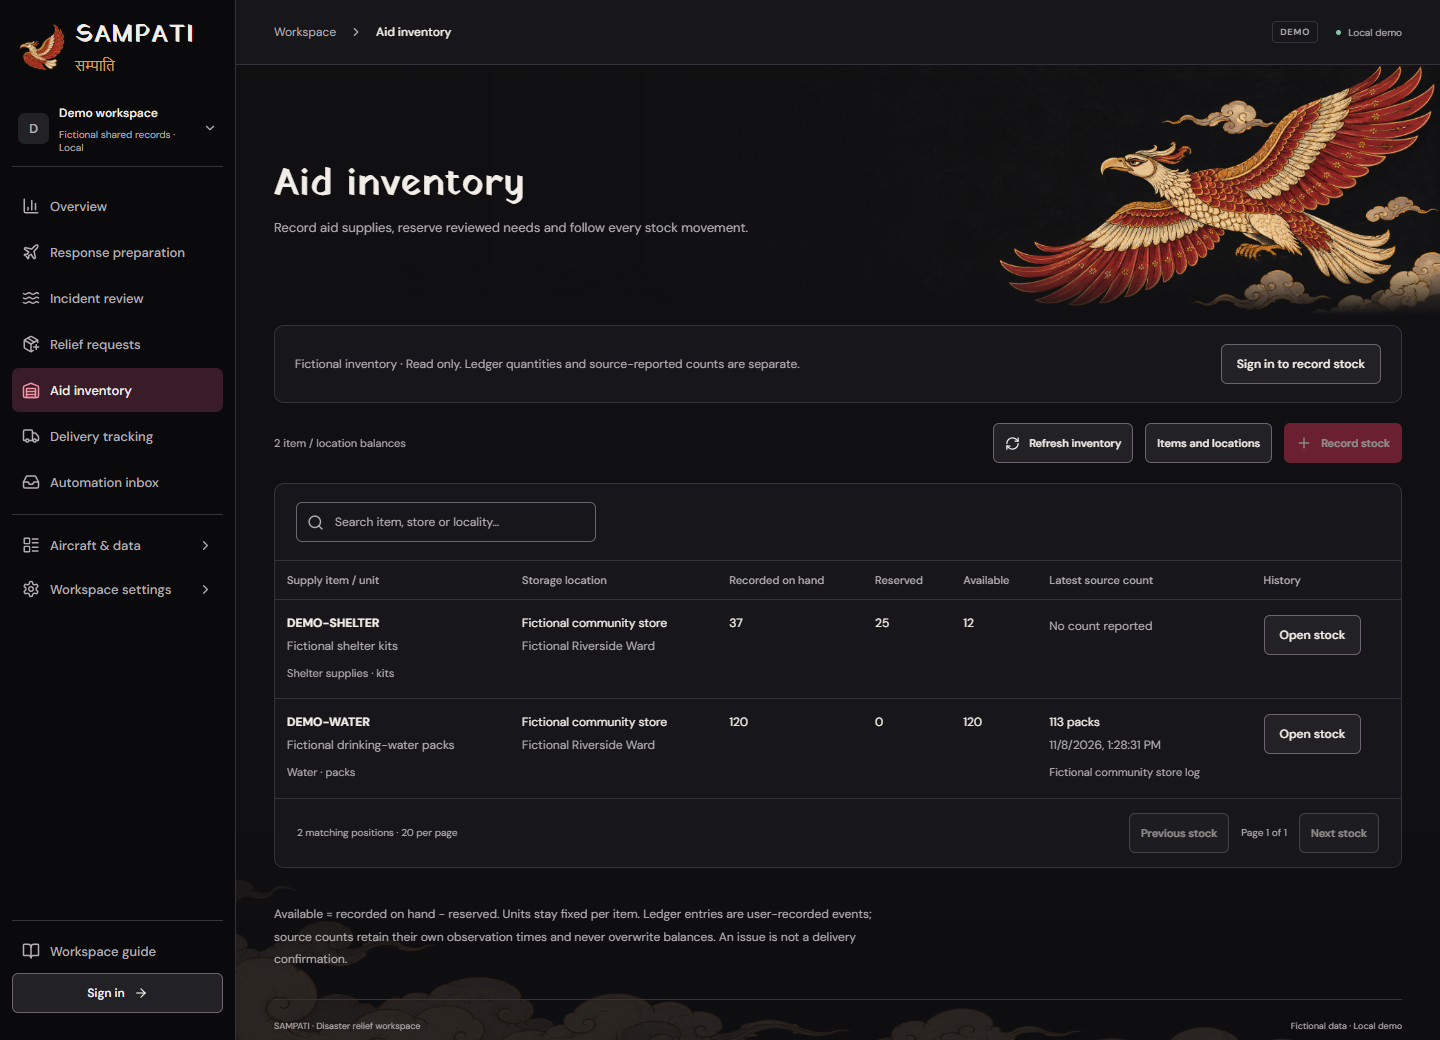 SAMPATI
सम्पाति
Demo workspace
Fictional shared records ·
Local
D
Overview
Response preparation
Incident review
Relief requests
Aid inventory
Delivery tracking
Automation inbox
Aircraft & data
Workspace settings
Workspace guide
Sign in
Workspace
Aid inventory
DEMO
Local demo
Aid inventory
Record aid supplies, reserve reviewed needs and follow every stock movement.
Fictional inventory · Read only. Ledger quantities and source-reported counts are separate.
Sign in to record stock
2 item / location balances
Refresh inventory
Items and locations
Record stock
Search item, store or locality...
Supply item / unit Storage location Recorded on hand Reserved Available Latest source count History
DEMO-SHELTER Fictional community store 37 25 12 No count reported Open stock
Fictional shelter kits Fictional Riverside Ward
Shelter supplies · kits
DEMO-WATER Fictional community store 120 0 120 113 packs Open stock
Fictional drinking-water packs Fictional Riverside Ward 11/8/2026, 1:28:31 PM
Water · packs Fictional community store log
2 matching positions · 20 per page
Previous stock
Page 1 of 1
Next stock
Available = recorded on hand − reserved. Units stay fixed per item. Ledger entries are user-recorded events;
source counts retain their own observation times and never overwrite balances. An issue is not a delivery
confirmation.
SAMPATI · Disaster relief workspace
Fictional data · Local demo